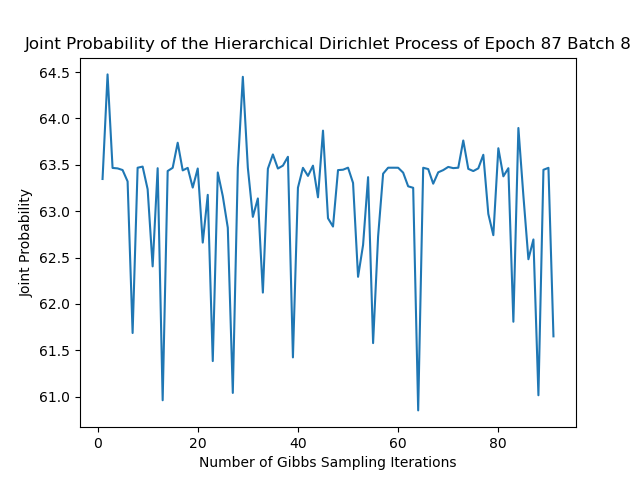 Joint Probability of the Hierarchical Dirichlet Process of Epoch 87 Batch 8
64.5
64.0
63.5
63.0
62.5
62.0
61.5
61.0
Joint Probability
0 20 40 60 80
Number of Gibbs Sampling Iterations